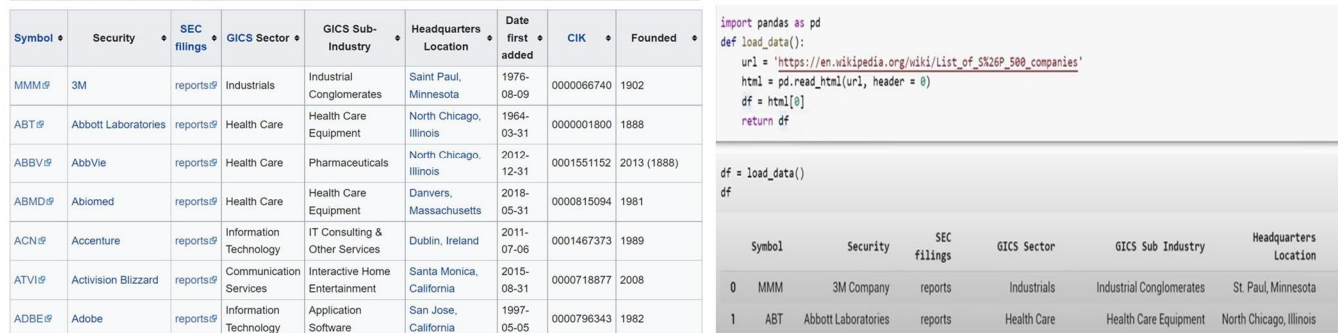 Symbol Security SEC filings GICS Sector GICS Sub-Industry Headquarters Location Date first added CIK Founded
MMM 3M reports Industrials Industrial Conglomerates Saint Paul, Minnesota 1976-08-09 0000066740 1902
ABT Abbott Laboratories reports Health Care Health Care Equipment North Chicago, Illinois 1964-03-31 0000001800 1888
ABBV AbbVie reports Health Care Pharmaceuticals North Chicago, Illinois 2012-12-31 0001551152 2013 (1888)
ABMD Abiomed reports Health Care Health Care Equipment Danvers, Massachusetts 2018-05-31 0000815094 1981
ACN Accenture reports Information Technology IT Consulting & Other Services Dublin, Ireland 2011-07-06 0001467373 1989
ATVI Activision Blizzard reports Communication Services Interactive Home Entertainment Santa Monica, California 2015-08-31 0000718877 2008
ADBE Adobe reports Information Technology Application Software San Jose, California 1997-05-05 0000796343 1982
import pandas as pd
def load_data():
url = 'https://en.wikipedia.org/wiki/List_of_S%26P_500_companies'
html = pd.read_html(url, header = 0)
df = html[0]
return df
df = load_data()
df
Symbol Security SEC filings GICS Sector GICS Sub Industry Headquarters Location
0 MMM 3M Company reports Industrials Industrial Conglomerates St. Paul, Minnesota
1 ABT Abbott Laboratories reports Health Care Health Care Equipment North Chicago, Illinois